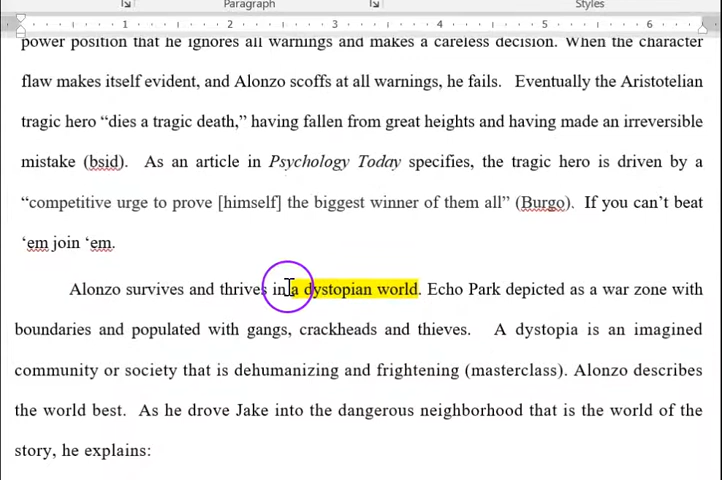 Paragraph Styles
1 2 3 4 5 6
power position that he ignores all warnings and makes a careless decision. When the character
flaw makes itself evident, and Alonzo scoffs at all warnings, he fails. Eventually the Aristotelian
tragic hero “dies a tragic death,” having fallen from great heights and having made an irreversible
mistake (bsid). As an article in Psychology Today specifies, the tragic hero is driven by a
“competitive urge to prove [himself] the biggest winner of them all” (Burgo). If you can’t beat
‘em join ‘em.
Alonzo survives and thrives in a dystopian world. Echo Park depicted as a war zone with
boundaries and populated with gangs, crackheads and thieves. A dystopia is an imagined
community or society that is dehumanizing and frightening (masterclass). Alonzo describes
the world best. As he drove Jake into the dangerous neighborhood that is the world of the
story, he explains: